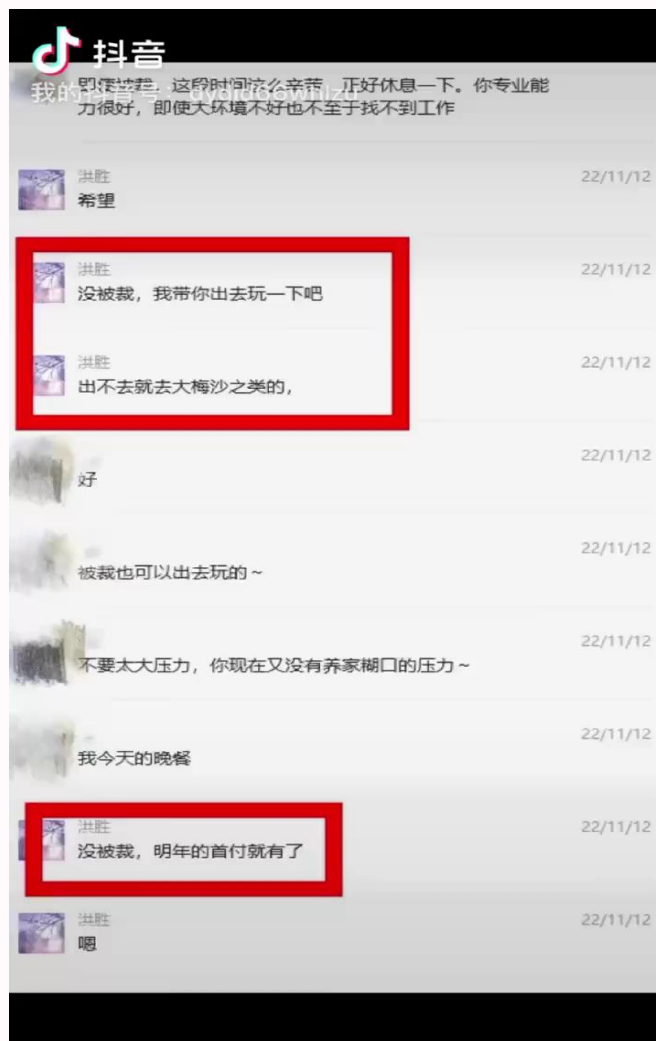 抖音
即使被裁，这段时间这么辛苦，正好休息一下。你专业能
我的抖音号：
力很好，即使大环境不好也不至于找不到工作
洪胜
22/11/12
希望
洪胜
22/11/12
没被裁，我带你出去玩一下吧
洪胜
22/11/12
出不去就去大梅沙之类的，
22/11/12
好
22/11/12
被裁也可以出去玩的～
22/11/12
不要太大压力，你现在又没有养家糊口的压力～
22/11/12
我今天的晚餐
洪胜
22/11/12
没被裁，明年的首付就有了
洪胜
22/11/12
嗯